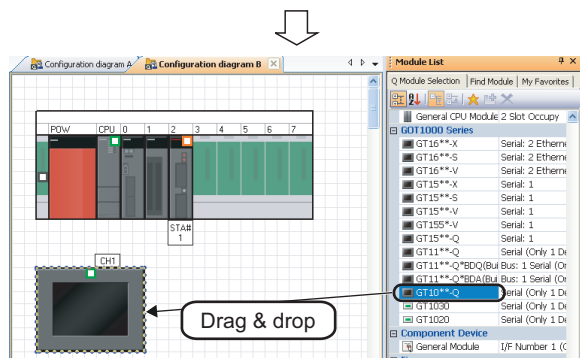 Configuration diagram A
Configuration diagram B
Module List
Q Module Selection
Find Module
My Favorites
General CPU Module 2 Slot Occupy
GOT1000 Series
GT16**-X Serial: 2 Etherne
GT16**-S Serial: 2 Etherne
GT16**-V Serial: 2 Etherne
GT15**-X Serial: 1
GT15**-S Serial: 1
GT15**-V Serial: 1
GT155*-V Serial: 1
GT15**-Q Serial: 1
GT11**-Q Serial (Only 1 De
GT11**-Q*BDQ(Bui Bus: 1 Serial (Or
GT11**-Q*BDA(Bui Bus: 1 Serial (Or
GT10**-Q Serial (Only 1 De
GT1030 Serial (Only 1 De
GT1020 Serial (Only 1 De
Component Device
General Module I/F Number 1 (C
POW CPU 0 1 2 3 4 5 6 7
STA#
1
CH1
Drag & drop